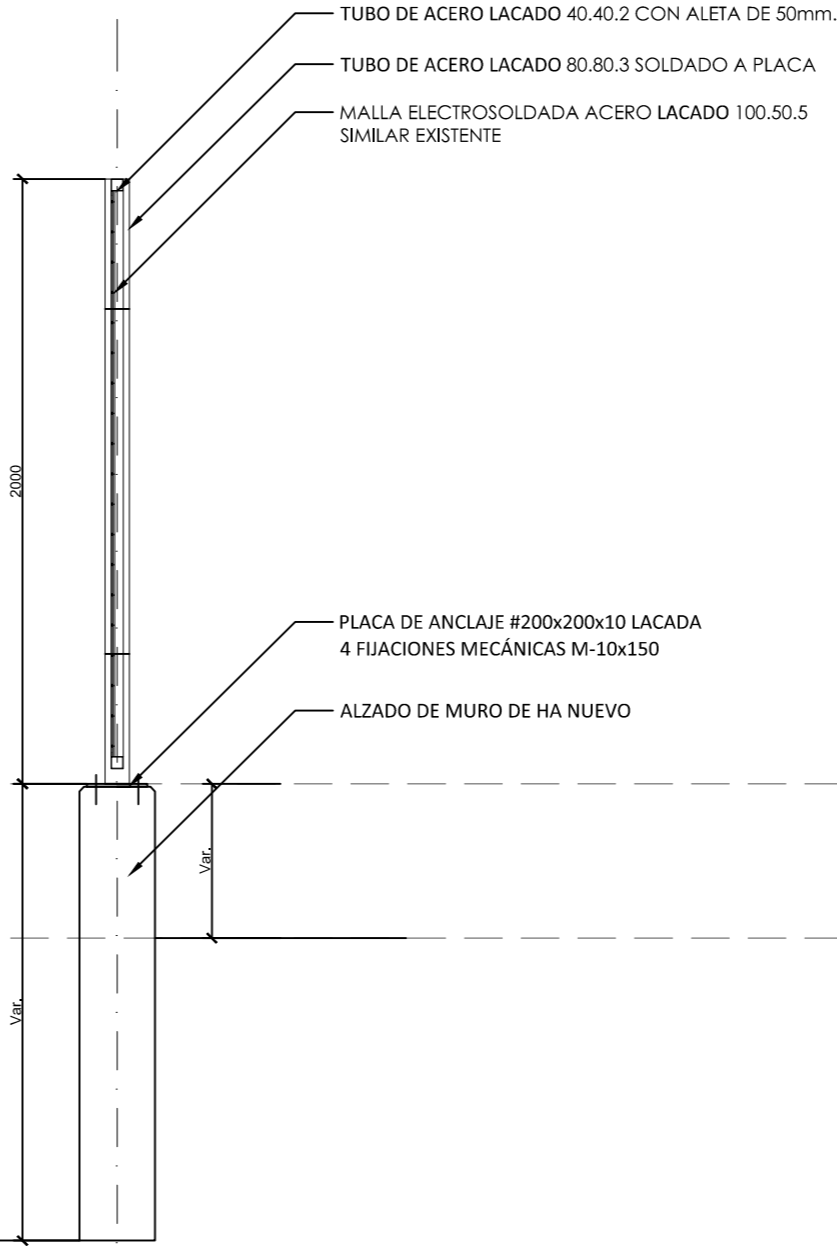 TUBO DE ACERO LACADO 40.40.2 CON ALETA DE 50mm.
TUBO DE ACERO LACADO 80.80.3 SOLDADO A PLACA
MALLA ELECTROSOLDADA ACERO LACADO 100.50.5
SIMILAR EXISTENTE
2000
PLACA DE ANCLAJE #200x200x10 LACADA
4 FIJACIONES MECÁNICAS M-10x150
ALZADO DE MURO DE HA NUEVO
Var.
Var.